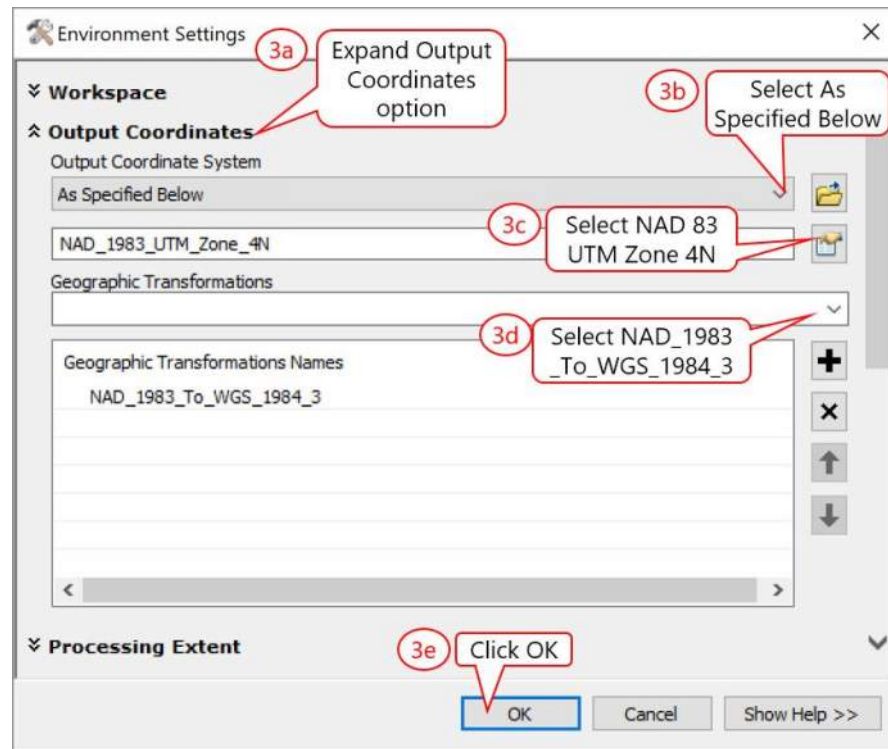 Environment Settings
3a
Expand Output
Coordinates
option
Workspace
3b
Select As
Specified Below
Output Coordinates
Output Coordinate System
As Specified Below
3c
Select NAD 83
UTM Zone 4N
NAD_1983_UTM_Zone_4N
Geographic Transformations
3d
Select NAD_1983
_To_WGS_1984_3
Geographic Transformations Names
NAD_1983_To_WGS_1984_3
Processing Extent
3e
Click OK
OK
Cancel
Show Help >>